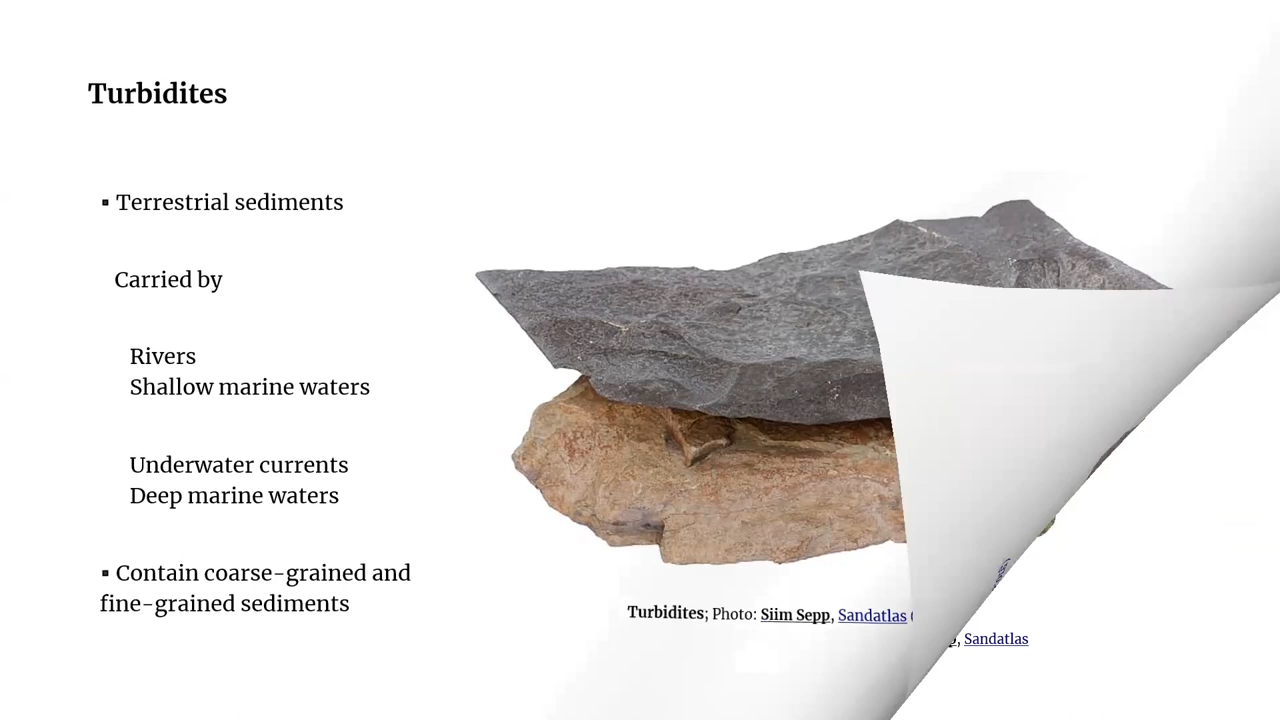 Turbidites
▪ Terrestrial sediments
Carried by
Rivers
Shallow marine waters
Underwater currents
Deep marine waters
▪ Contain coarse-grained and
fine-grained sediments
Turbidites; Photo: Siim Sepp, Sandatlas (
, Sandatlas